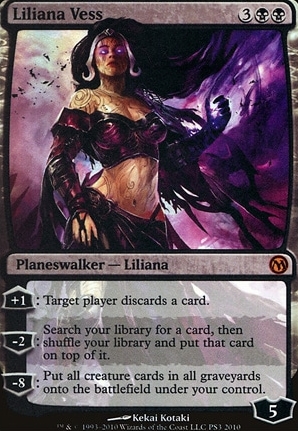 Liliana Vess 3
Planeswalker — Liliana
+1: Target player discards a card.
-2: Search your library for a card, then
shuffle your library and put that card
on top of it.
-8: Put all creature cards in all graveyards
onto the battlefield under your control.
5
Kekai Kotaki
™ & © 1993-2010 Wizards of the Coast LLC PS3 2010